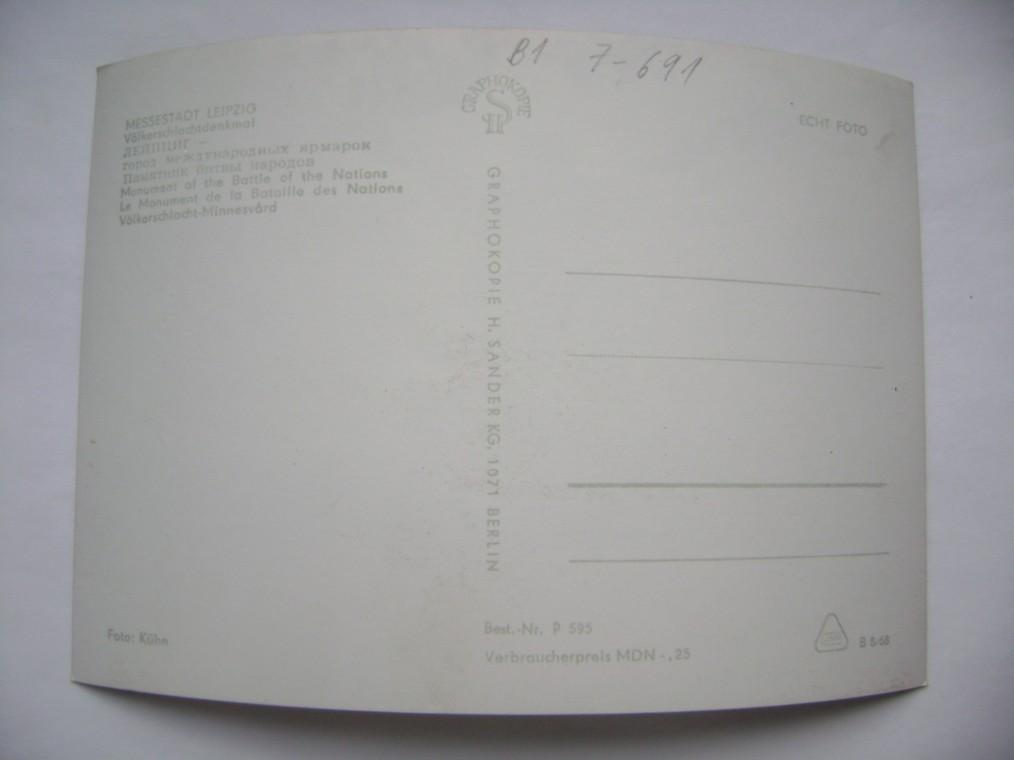 B1 7-691
MESSESTADT LEIPZIG
Völkerschlachtdenkmal
ЛЕЙПЦИГ –
город международных ярмарок
Памятник битвы народов
Monument of the Battle of the Nations
Le Monument de la Bataille des Nations
Völkerschlacht-Minnesvård
GRAPHOKOPIE
ECHT FOTO
GRAPHOKOPIE H. SANDER KG, 1071 BERLIN
Foto: Kühn
Best.-Nr. P 595
Verbraucherpreis MDN -,25
B 5/68